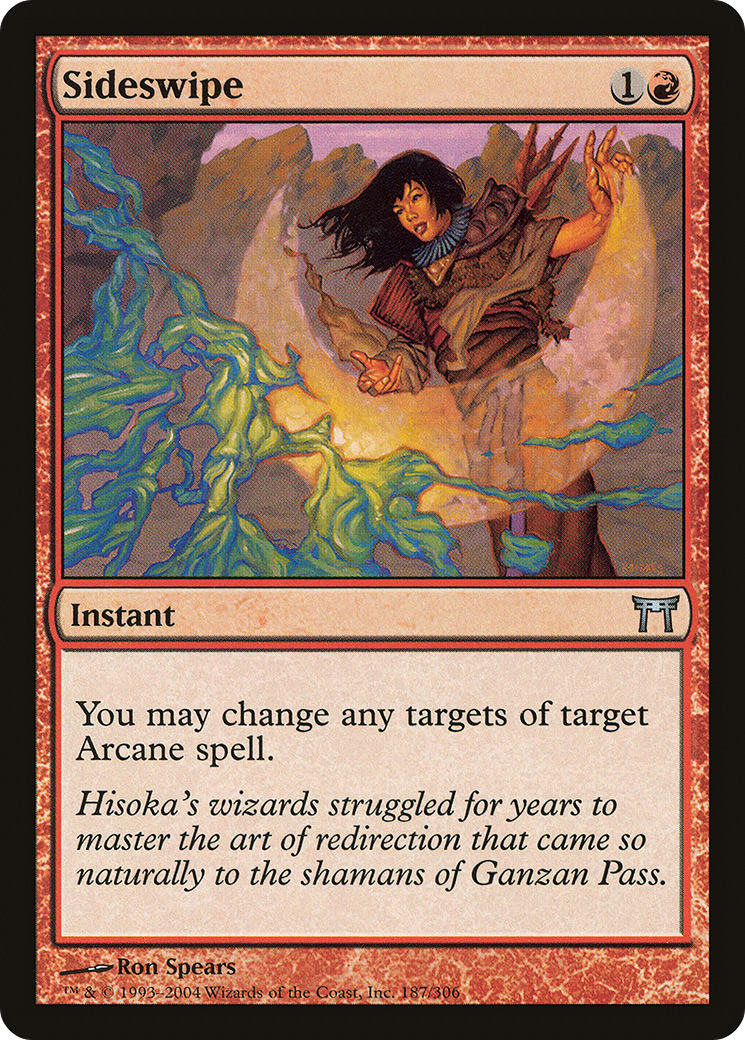 Sideswipe
1
Instant
You may change any targets of target
Arcane spell.
Hisoka's wizards struggled for years to
master the art of redirection that came so
naturally to the shamans of Ganzan Pass.
Ron Spears
™ & © 1993–2004 Wizards of the Coast, Inc. 187/306